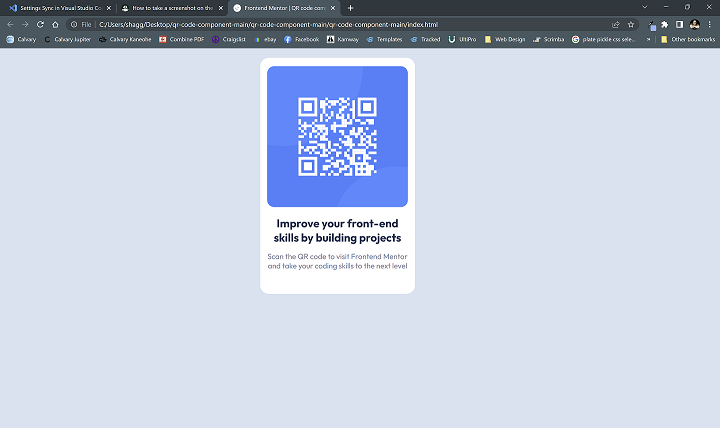 Settings Sync in Visual Studio Co
How to take a screenshot on the
Frontend Mentor | QR code comp
File
C:/Users/shagg/Desktop/qr-code-component-main/qr-code-component-main/qr-code-component-main/index.html
Calvary
Calvary Jupiter
Calvary Kaneohe
Combine PDF
Craigslist
ebay
Facebook
Kamway
Templates
Tracked
UltiPro
Web Design
Scrimba
plate pickle css sele...
»
Other bookmarks
Improve your front-end
skills by building projects
Scan the QR code to visit Frontend Mentor
and take your coding skills to the next level